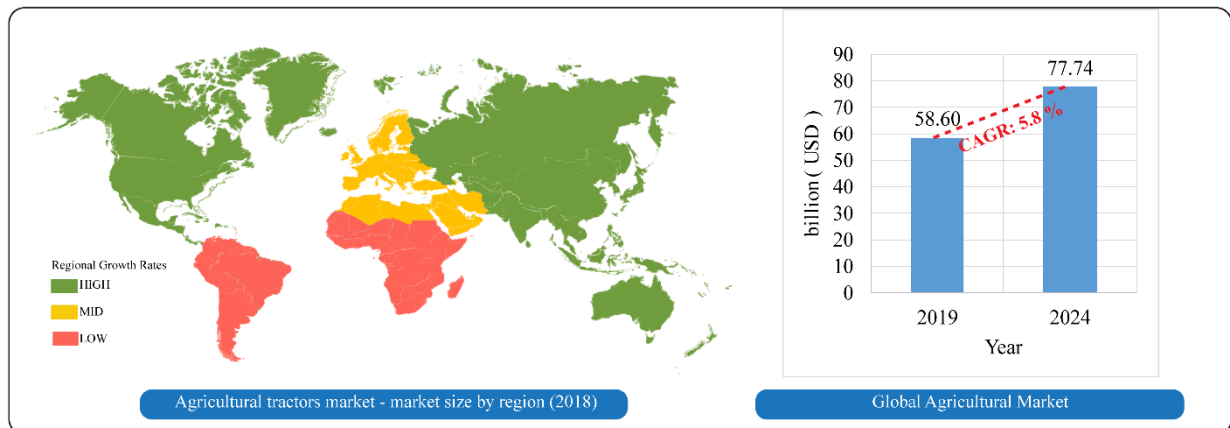 Regional Growth Rates
HIGH
MID
LOW
Agricultural tractors market - market size by region (2018)
90
80
70
60
50
40
30
20
10
0
billion ( USD )
58.60
77.74
CAGR: 5.8 %
2019
2024
Year
Global Agricultural Market